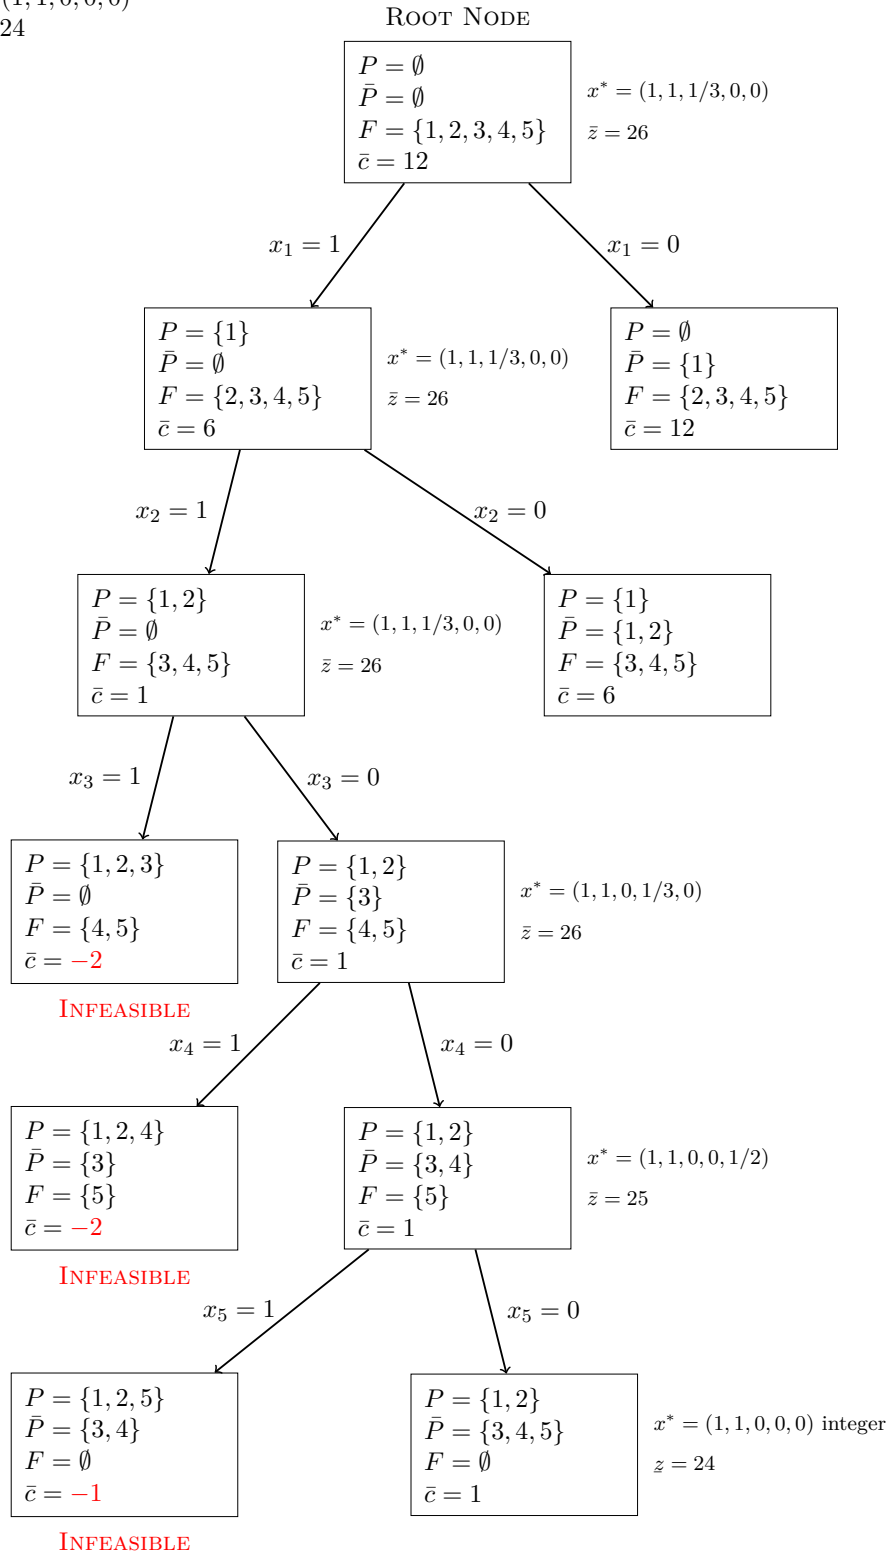 (1, 1, 0, 0, 0)
24
ROOT NODE
P = ∅
P̄ = ∅
F = {1, 2, 3, 4, 5}
c̄ = 12
x* = (1, 1, 1/3, 0, 0)
z̄ = 26
x₁ = 1
x₁ = 0
P = {1}
P̄ = ∅
F = {2, 3, 4, 5}
c̄ = 6
x* = (1, 1, 1/3, 0, 0)
z̄ = 26
P = ∅
P̄ = {1}
F = {2, 3, 4, 5}
c̄ = 12
x₂ = 1
x₂ = 0
P = {1, 2}
P̄ = ∅
F = {3, 4, 5}
c̄ = 1
x* = (1, 1, 1/3, 0, 0)
z̄ = 26
P = {1}
P̄ = {1, 2}
F = {3, 4, 5}
c̄ = 6
x₃ = 1
x₃ = 0
P = {1, 2, 3}
P̄ = ∅
F = {4, 5}
c̄ = −2
INFEASIBLE
P = {1, 2}
P̄ = {3}
F = {4, 5}
c̄ = 1
x* = (1, 1, 0, 1/3, 0)
z̄ = 26
x₄ = 1
x₄ = 0
P = {1, 2, 4}
P̄ = {3}
F = {5}
c̄ = −2
INFEASIBLE
P = {1, 2}
P̄ = {3, 4}
F = {5}
c̄ = 1
x* = (1, 1, 0, 0, 1/2)
z̄ = 25
x₅ = 1
x₅ = 0
P = {1, 2, 5}
P̄ = {3, 4}
F = ∅
c̄ = −1
INFEASIBLE
P = {1, 2}
P̄ = {3, 4, 5}
F = ∅
c̄ = 1
x* = (1, 1, 0, 0, 0) integer
z̲ = 24